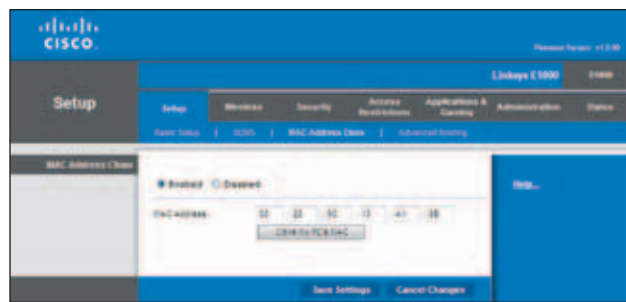 CISCO
Firmware Version: v1.0.00
Linksys E1000 E1000
Setup
Setup Wireless Security Access Restrictions Applications & Gaming Administration Status
Basic Setup | DDNS | MAC Address Clone | Advanced Routing
MAC Address Clone
Enabled Disabled
Help...
MAC Address:
Clone My PC's MAC
Save Settings Cancel Changes